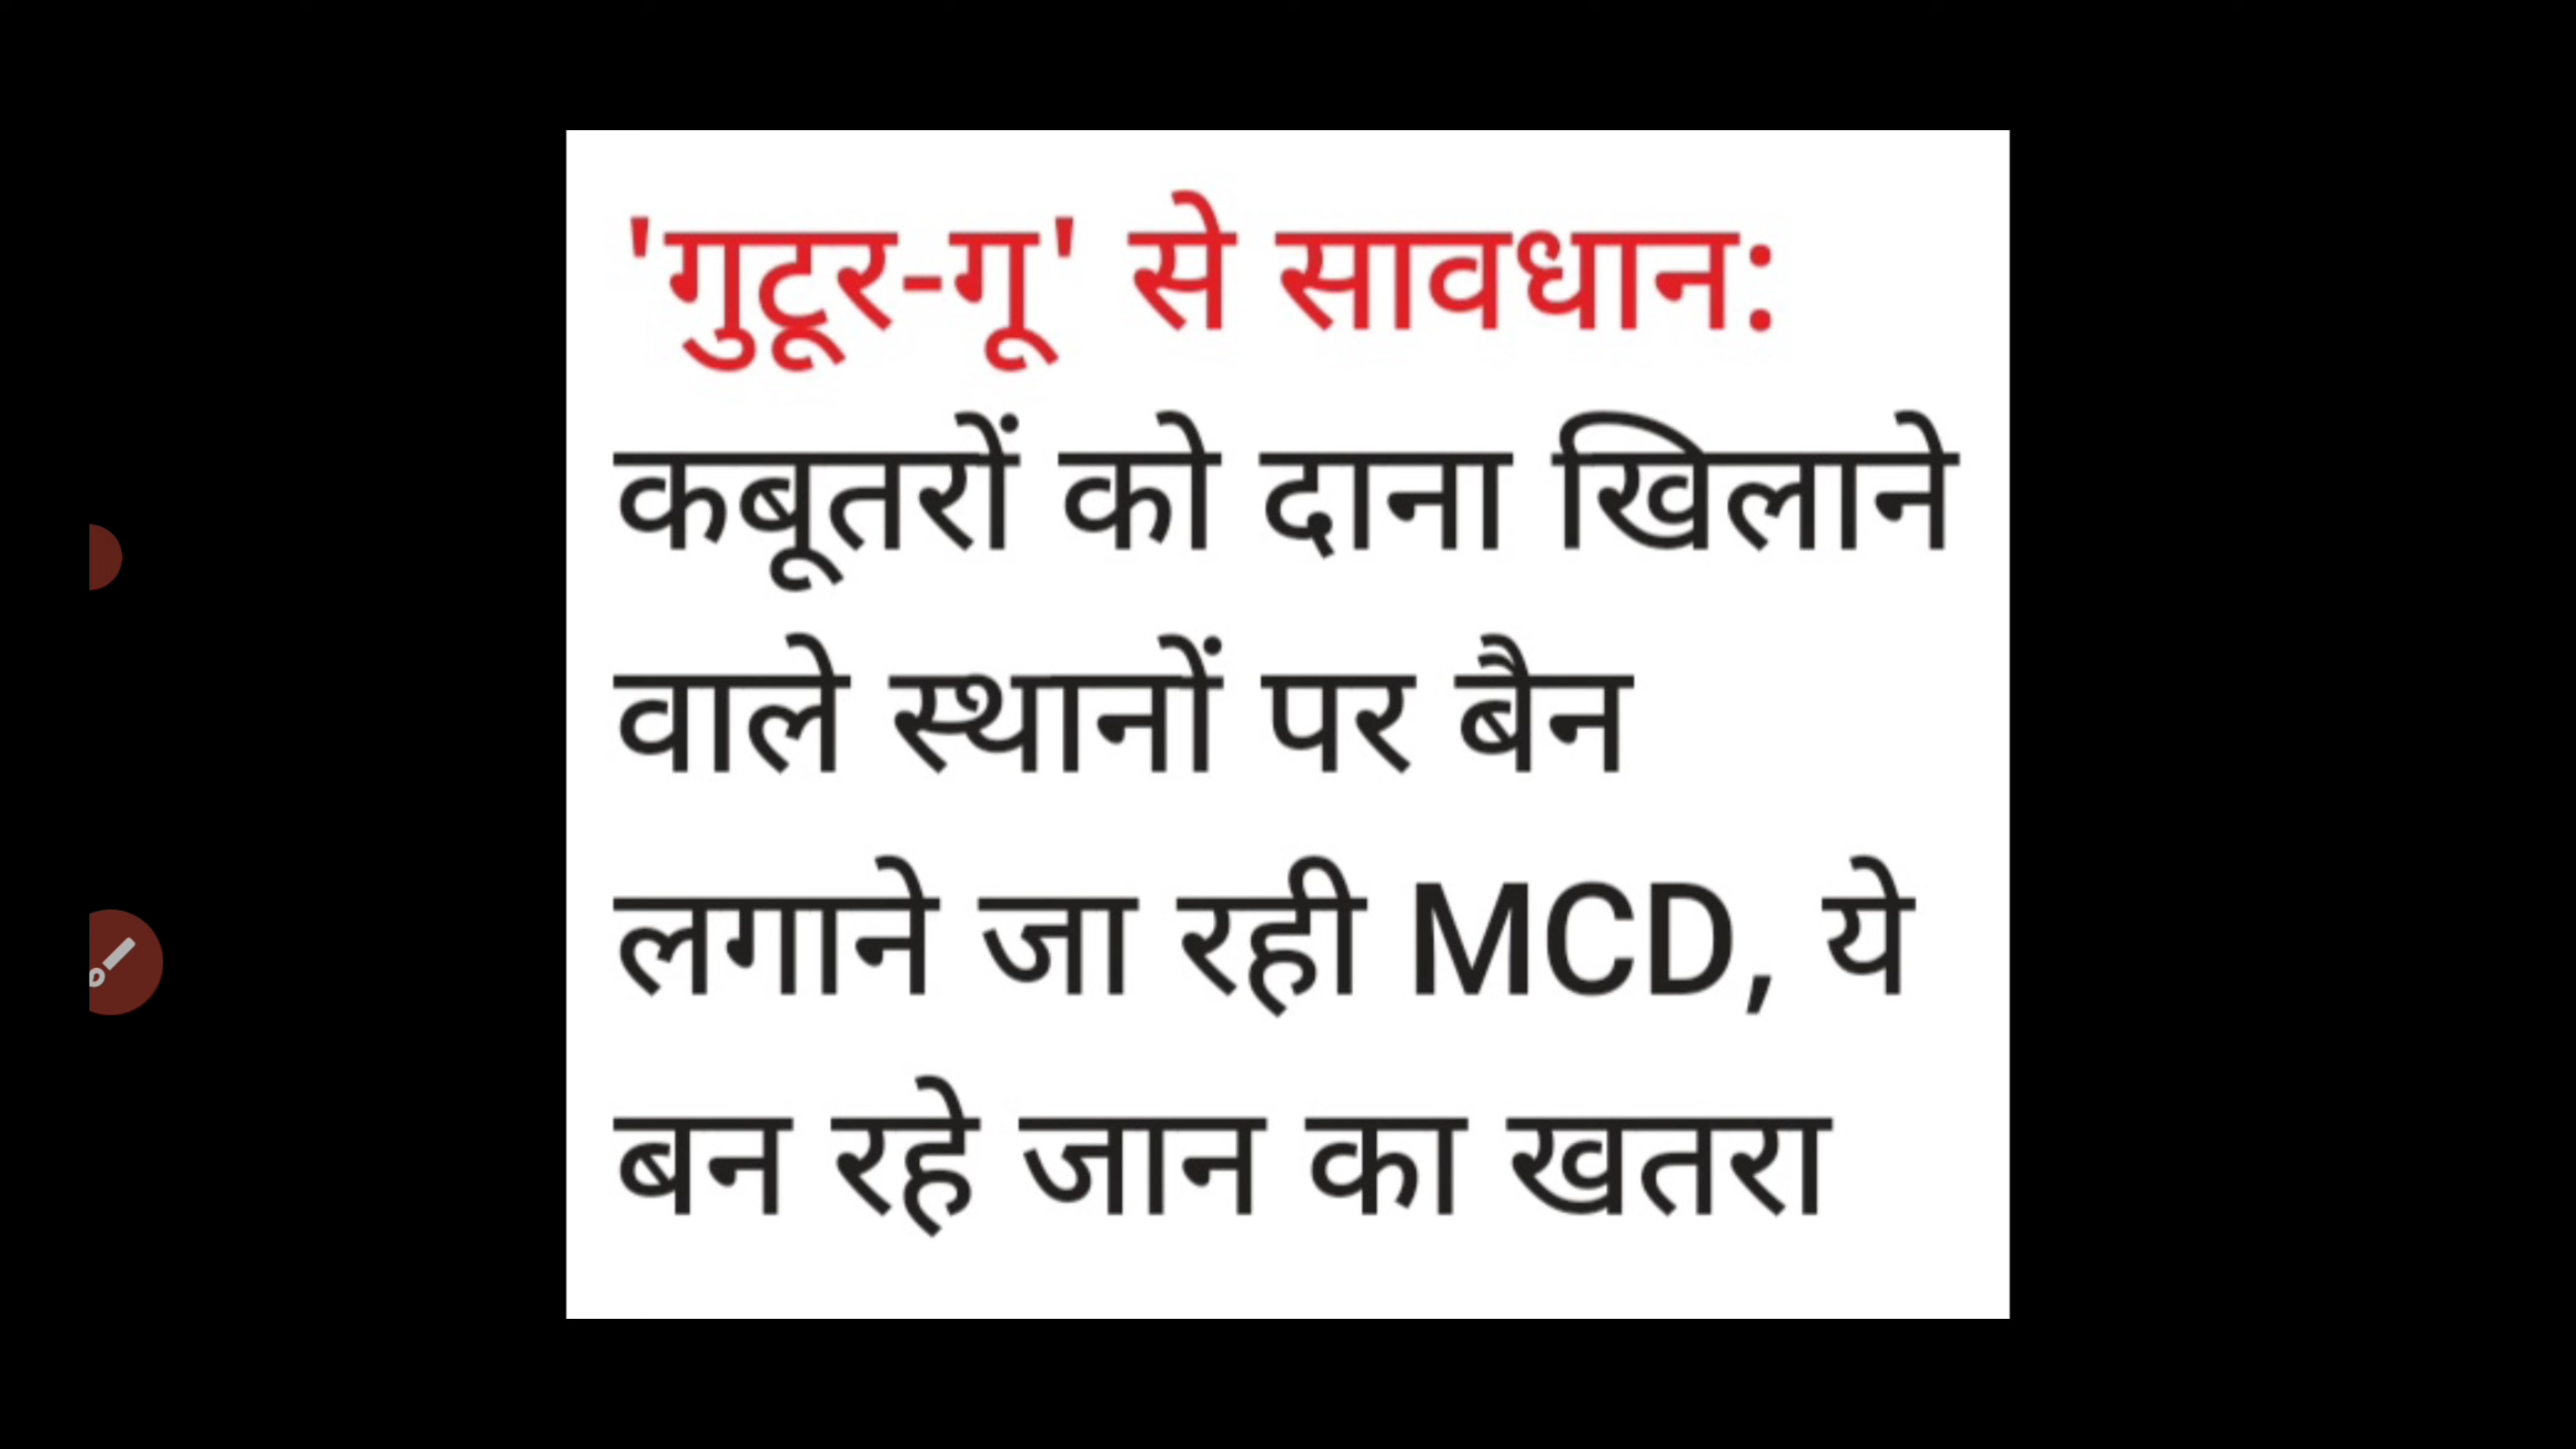 'गुटूर-गू' से सावधान:
कबूतरों को दाना खिलाने
वाले स्थानों पर बैन
लगाने जा रही MCD, ये
बन रहे जान का खतरा